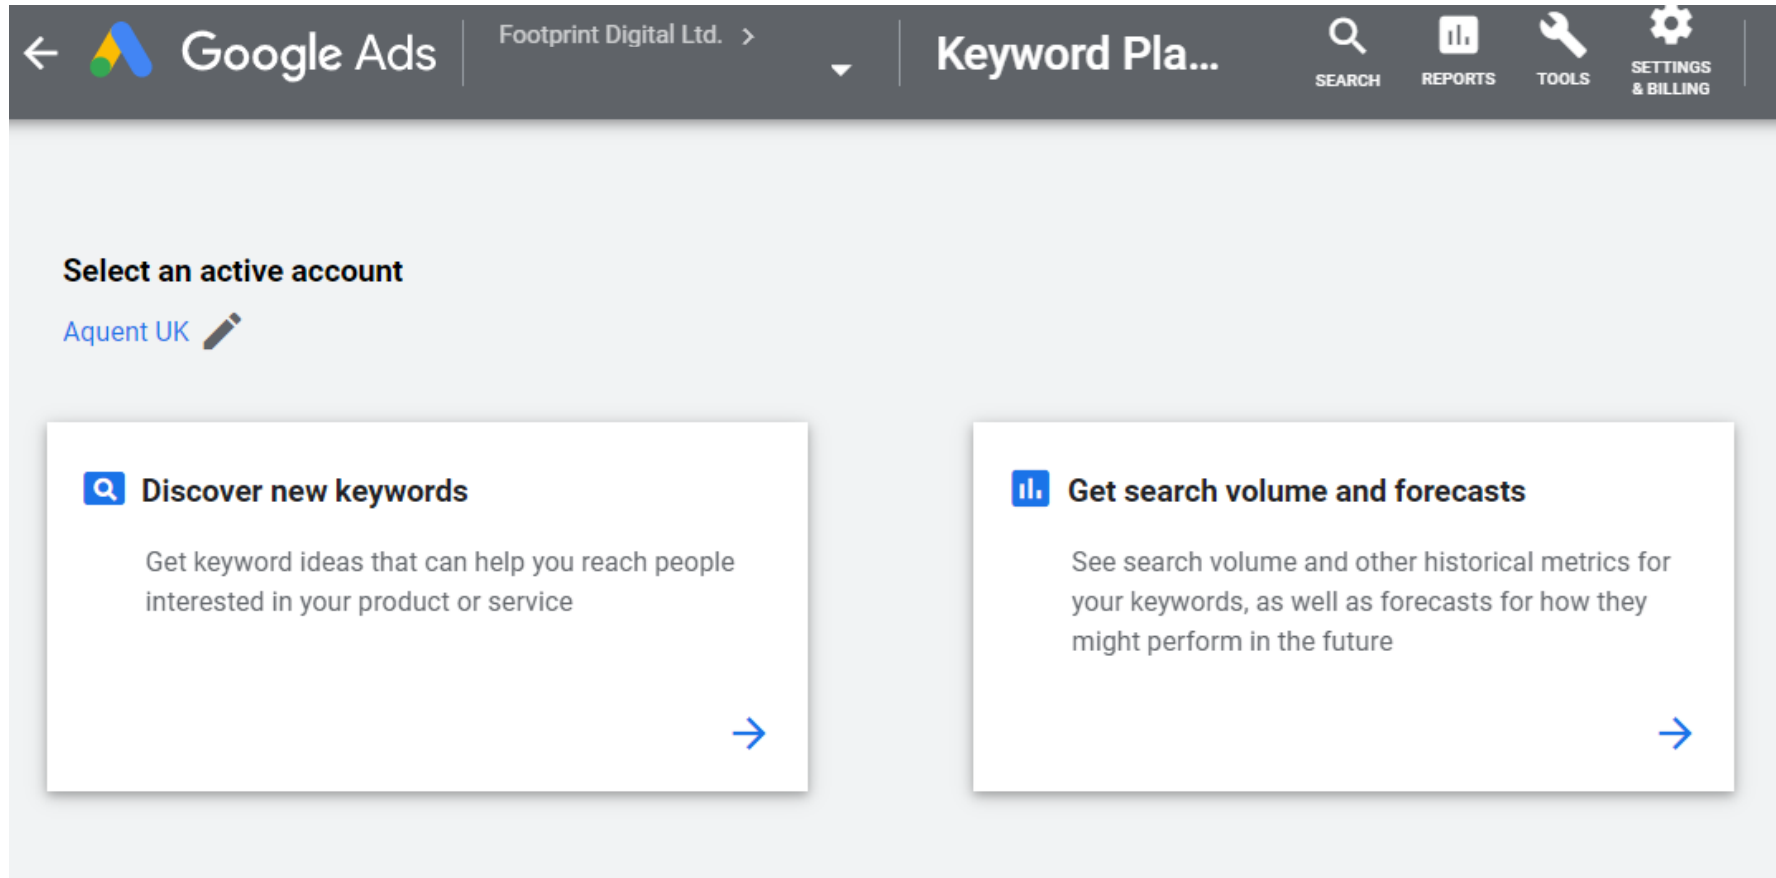 Google Ads
Footprint Digital Ltd. >
Keyword Pla...
SEARCH
REPORTS
TOOLS
SETTINGS
& BILLING
Select an active account
Aquent UK
Discover new keywords
Get keyword ideas that can help you reach people
interested in your product or service
Get search volume and forecasts
See search volume and other historical metrics for
your keywords, as well as forecasts for how they
might perform in the future